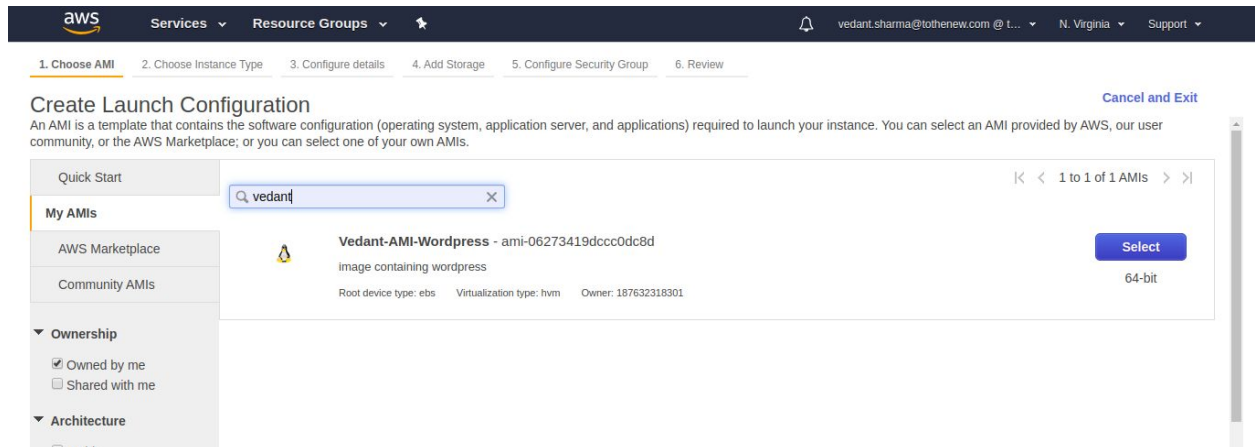 aws Services Resource Groups vedant.sharma@tothenew.com @ t... N. Virginia Support
1. Choose AMI 2. Choose Instance Type 3. Configure details 4. Add Storage 5. Configure Security Group 6. Review
Create Launch Configuration
Cancel and Exit
An AMI is a template that contains the software configuration (operating system, application server, and applications) required to launch your instance. You can select an AMI provided by AWS, our user
community, or the AWS Marketplace; or you can select one of your own AMIs.
Quick Start
My AMIs
AWS Marketplace
Community AMIs
Ownership
Owned by me
Shared with me
Architecture
vedant
1 to 1 of 1 AMIs
Vedant-AMI-Wordpress - ami-06273419dccc0dc8d
image containing wordpress
Root device type: ebs Virtualization type: hvm Owner: 187632318301
Select
64-bit